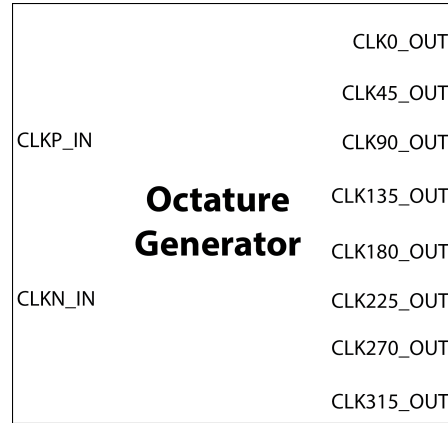 CLK0_OUT
CLK45_OUT
CLKP_IN
CLK90_OUT
Octature
Generator
CLK135_OUT
CLK180_OUT
CLKN_IN
CLK225_OUT
CLK270_OUT
CLK315_OUT